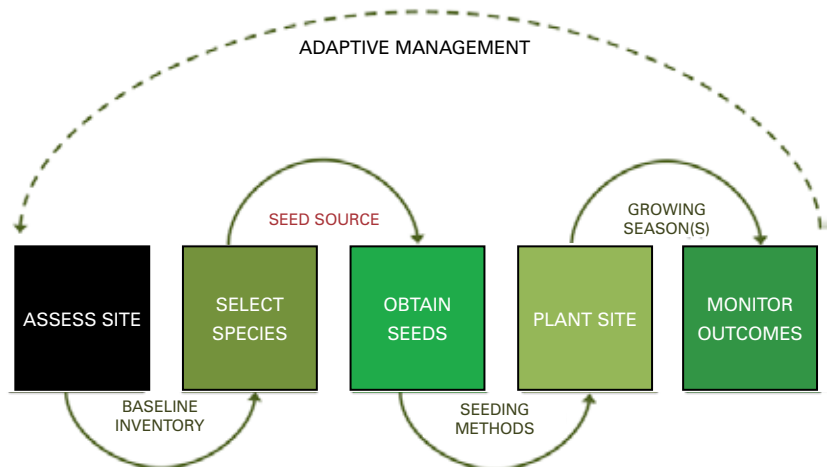 ADAPTIVE MANAGEMENT
SEED SOURCE
GROWING
SEASON(S)
ASSESS SITE
SELECT
SPECIES
OBTAIN
SEEDS
PLANT SITE
MONITOR
OUTCOMES
BASELINE
INVENTORY
SEEDING
METHODS